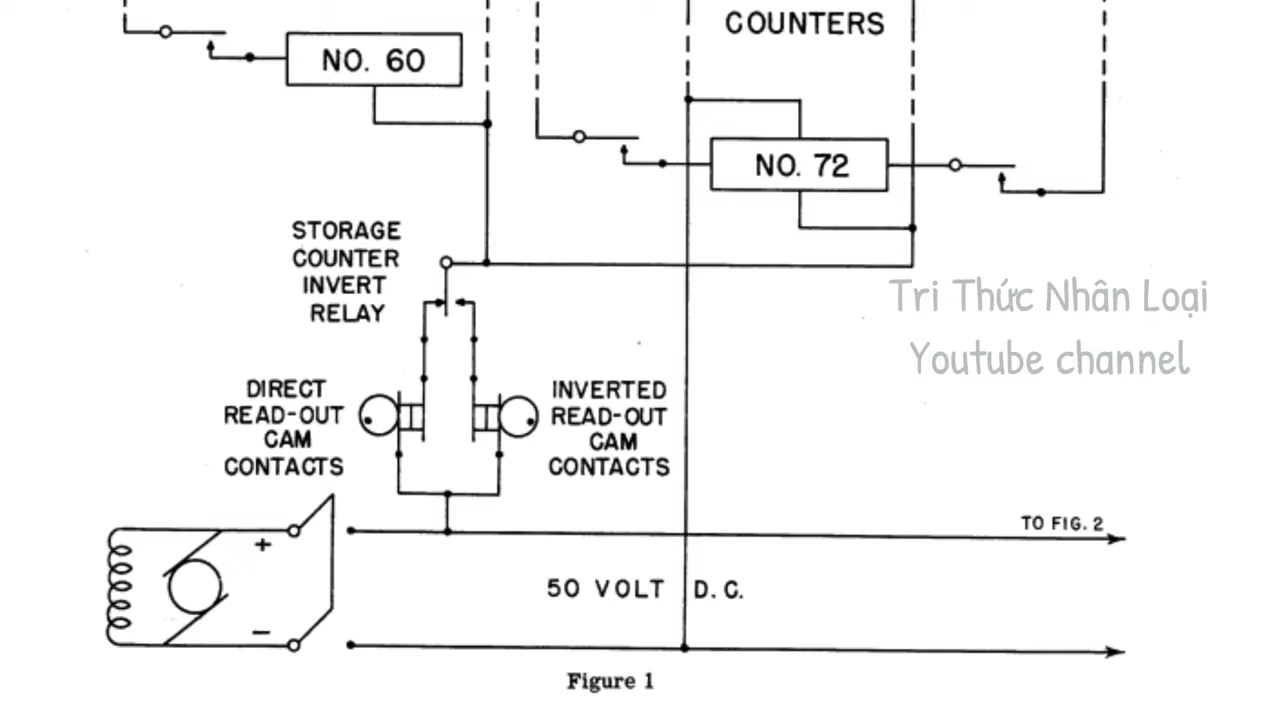 COUNTERS
NO. 60
NO. 72
STORAGE
COUNTER
INVERT
RELAY
Tri Thức Nhân Loại
Youtube channel
DIRECT
READ-OUT
CAM
CONTACTS
INVERTED
READ-OUT
CAM
CONTACTS
TO FIG. 2
+
50 VOLT D.C.
−
Figure 1